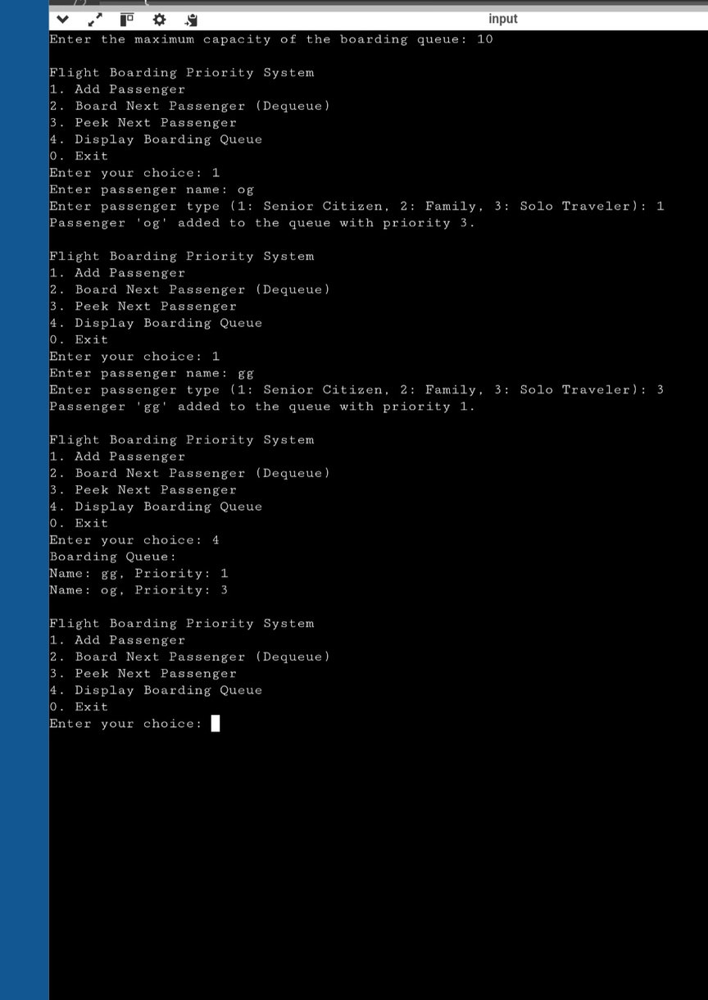 input
Enter the maximum capacity of the boarding queue: 10
Flight Boarding Priority System
1. Add Passenger
2. Board Next Passenger (Dequeue)
3. Peek Next Passenger
4. Display Boarding Queue
0. Exit
Enter your choice: 1
Enter passenger name: og
Enter passenger type (1: Senior Citizen, 2: Family, 3: Solo Traveler): 1
Passenger 'og' added to the queue with priority 3.
Flight Boarding Priority System
1. Add Passenger
2. Board Next Passenger (Dequeue)
3. Peek Next Passenger
4. Display Boarding Queue
0. Exit
Enter your choice: 1
Enter passenger name: gg
Enter passenger type (1: Senior Citizen, 2: Family, 3: Solo Traveler): 3
Passenger 'gg' added to the queue with priority 1.
Flight Boarding Priority System
1. Add Passenger
2. Board Next Passenger (Dequeue)
3. Peek Next Passenger
4. Display Boarding Queue
0. Exit
Enter your choice: 4
Boarding Queue:
Name: gg, Priority: 1
Name: og, Priority: 3
Flight Boarding Priority System
1. Add Passenger
2. Board Next Passenger (Dequeue)
3. Peek Next Passenger
4. Display Boarding Queue
0. Exit
Enter your choice: